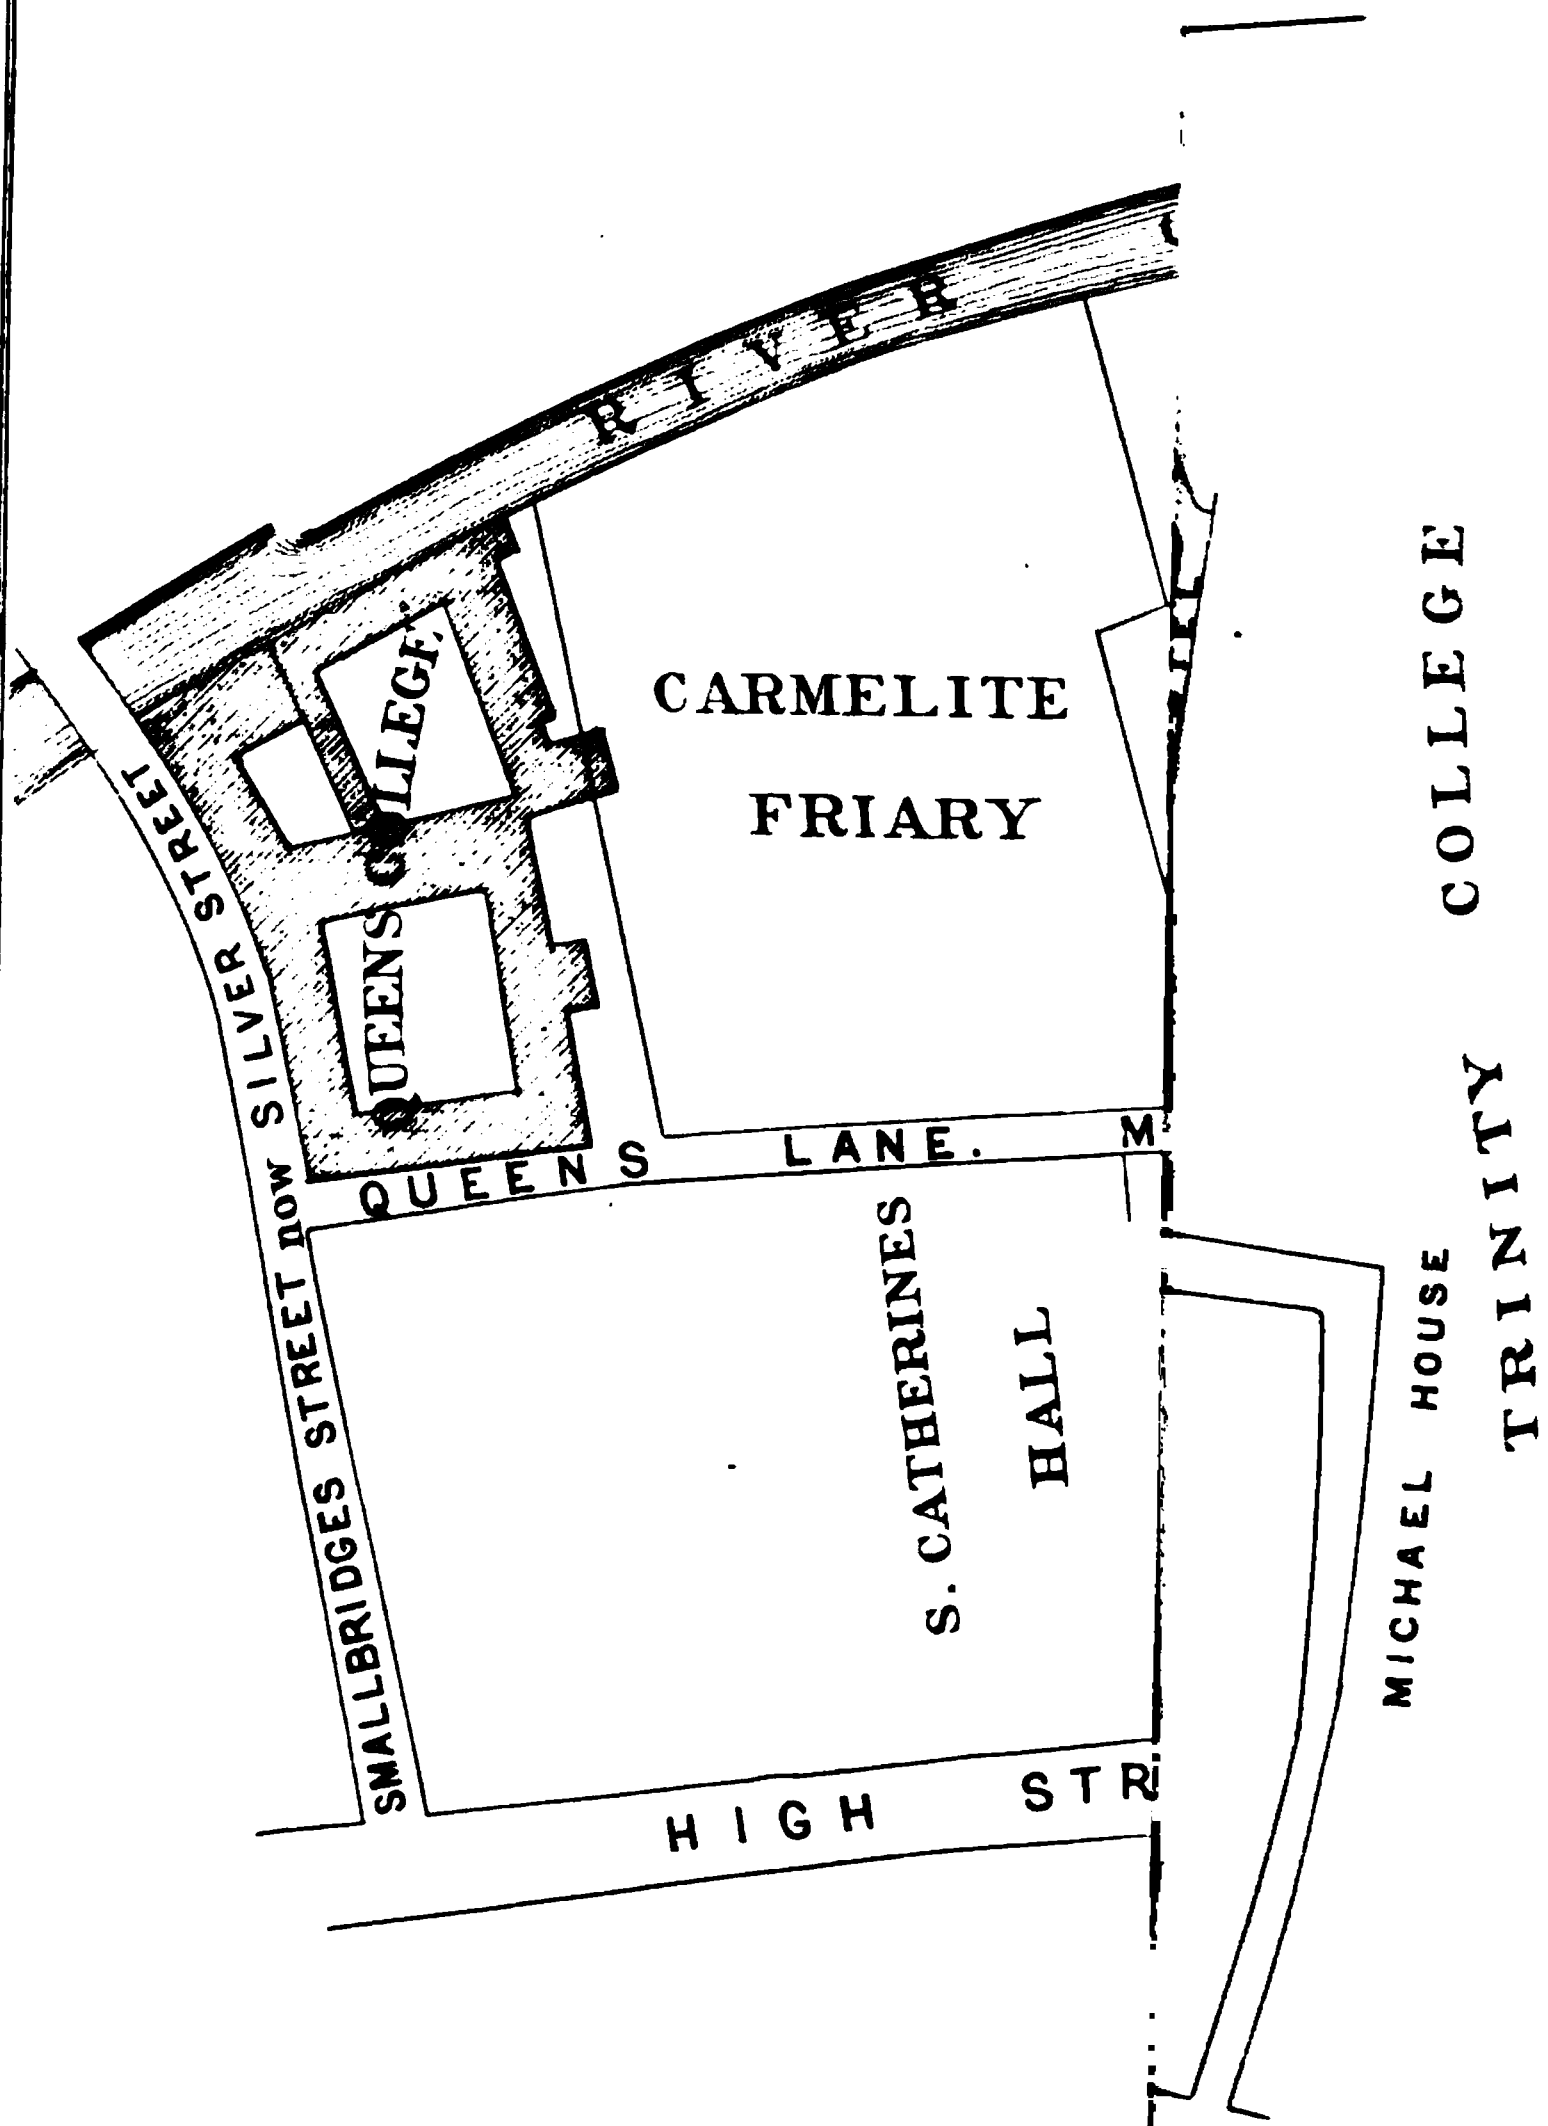 RIVER
CARMELITE
FRIARY
QUEENS COLLEGE
SMALLBRIDGES STREET now SILVER STREET
QUEENS LANE. M
S. CATHERINES
HALL
HIGH STR
TRINITY COLLEGE
MICHAEL HOUSE